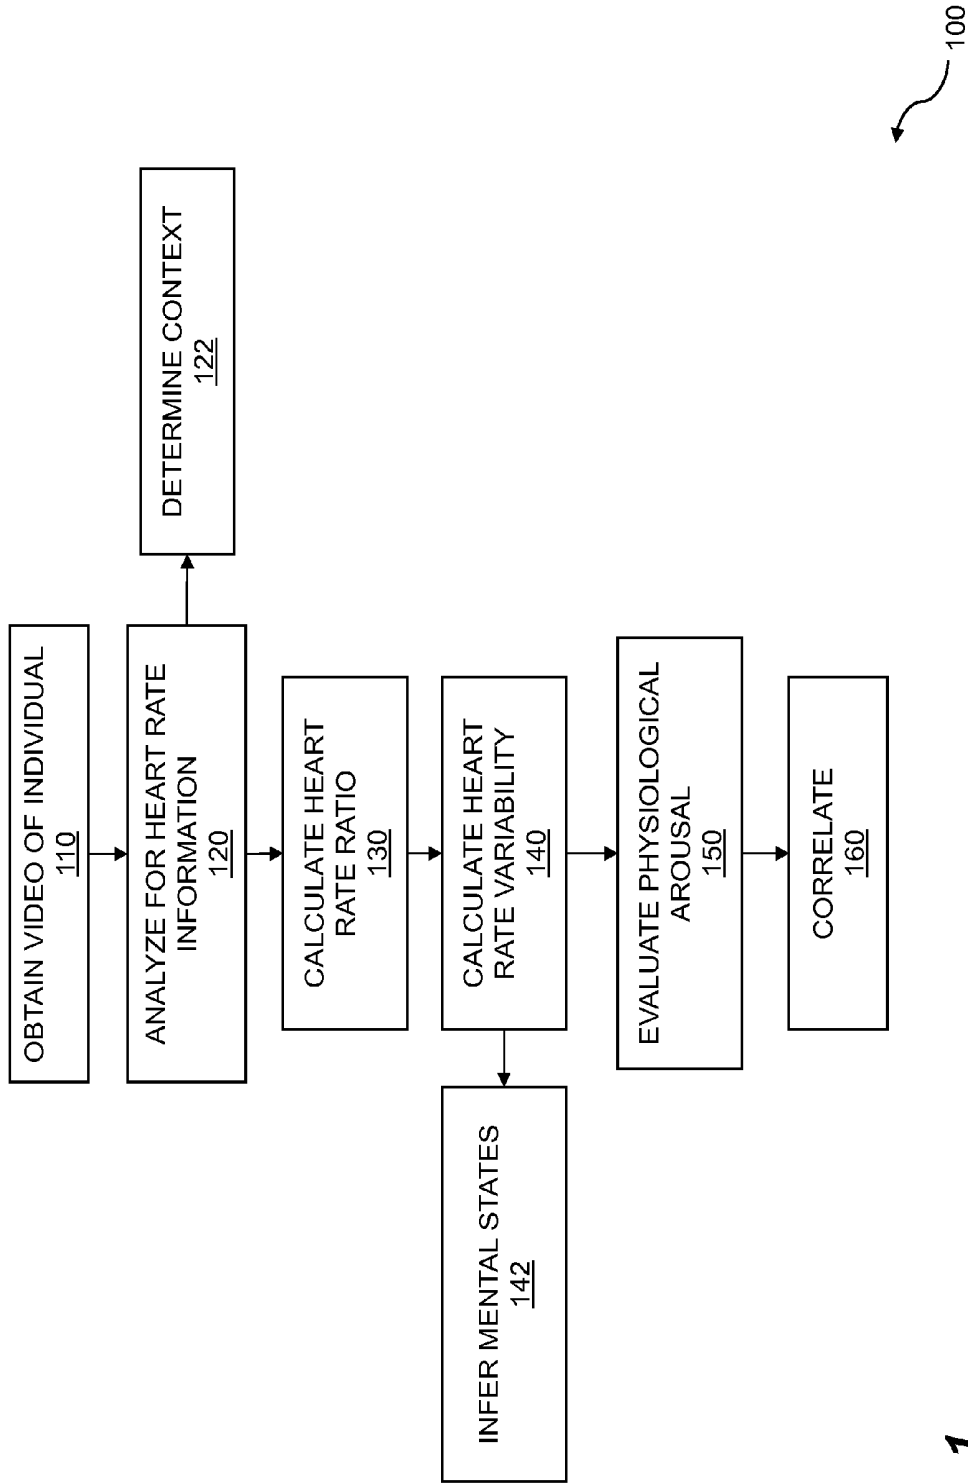 OBTAIN VIDEO OF INDIVIDUAL
110
ANALYZE FOR HEART RATE
INFORMATION
120
DETERMINE CONTEXT
122
CALCULATE HEART
RATE RATIO
130
CALCULATE HEART
RATE VARIABILITY
140
INFER MENTAL STATES
142
EVALUATE PHYSIOLOGICAL
AROUSAL
150
CORRELATE
160
100
1